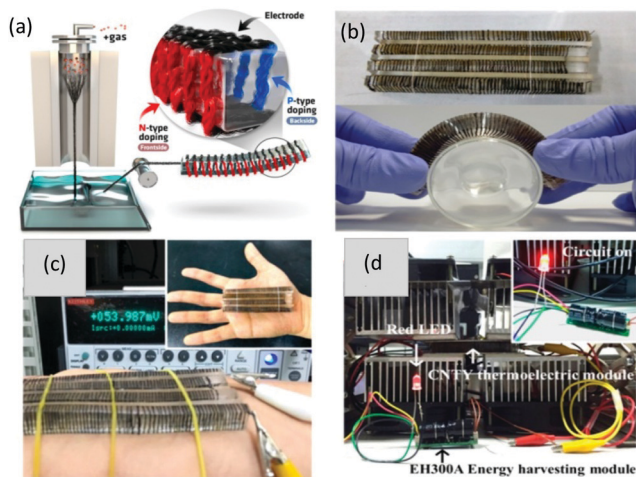 (a)
+gas
Electrode
N-type
doping
Frontside
P-type
doping
Backside
(b)
(c)
+053.987mV
(d)
Circuit on
Red LED
CNTY thermoelectric module
EH300A Energy harvesting module